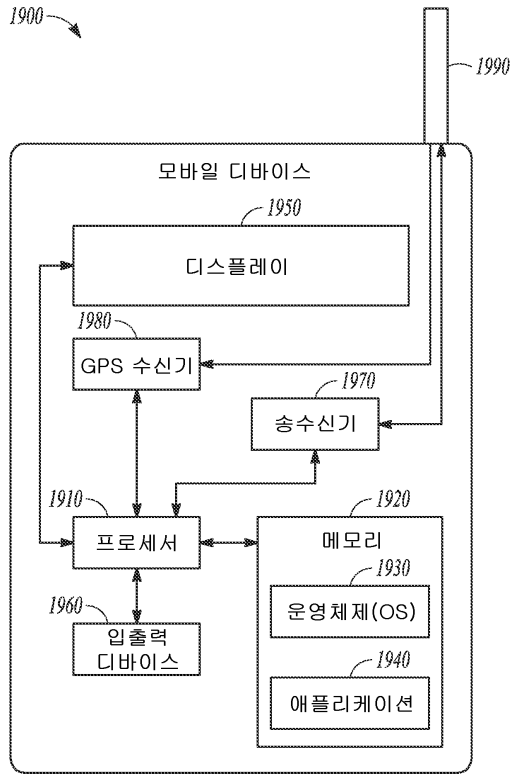 1900
1990
모바일 디바이스
1950
디스플레이
1980
GPS 수신기
1970
송수신기
1910
프로세서
1920
메모리
1930
운영체제(OS)
1960
입출력
디바이스
1940
애플리케이션